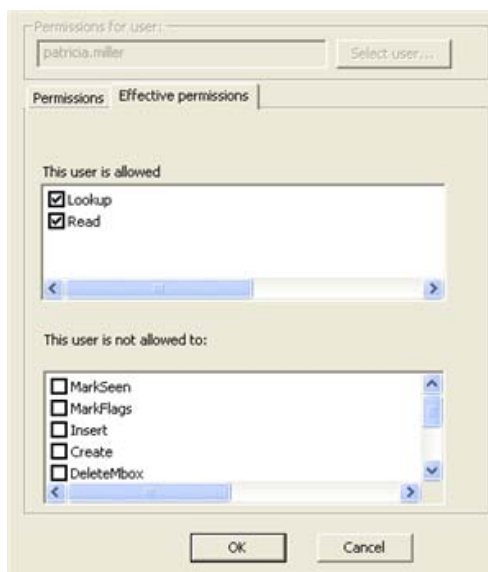 Permissions for user:
patricia.miller Select user...
Permissions Effective permissions
This user is allowed
Lookup
Read
This user is not allowed to:
MarkSeen
MarkFlags
Insert
Create
DeleteMbox
OK Cancel